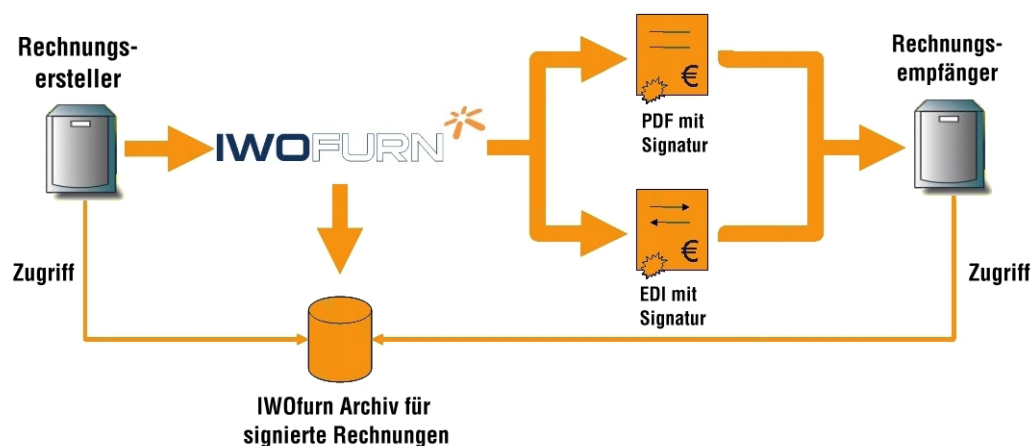 Rechnungs-
ersteller
IWOFURN
€
PDF mit
Signatur
Rechnungs-
empfänger
€
EDI mit
Signatur
Zugriff
Zugriff
IWOfurn Archiv für
signierte Rechnungen